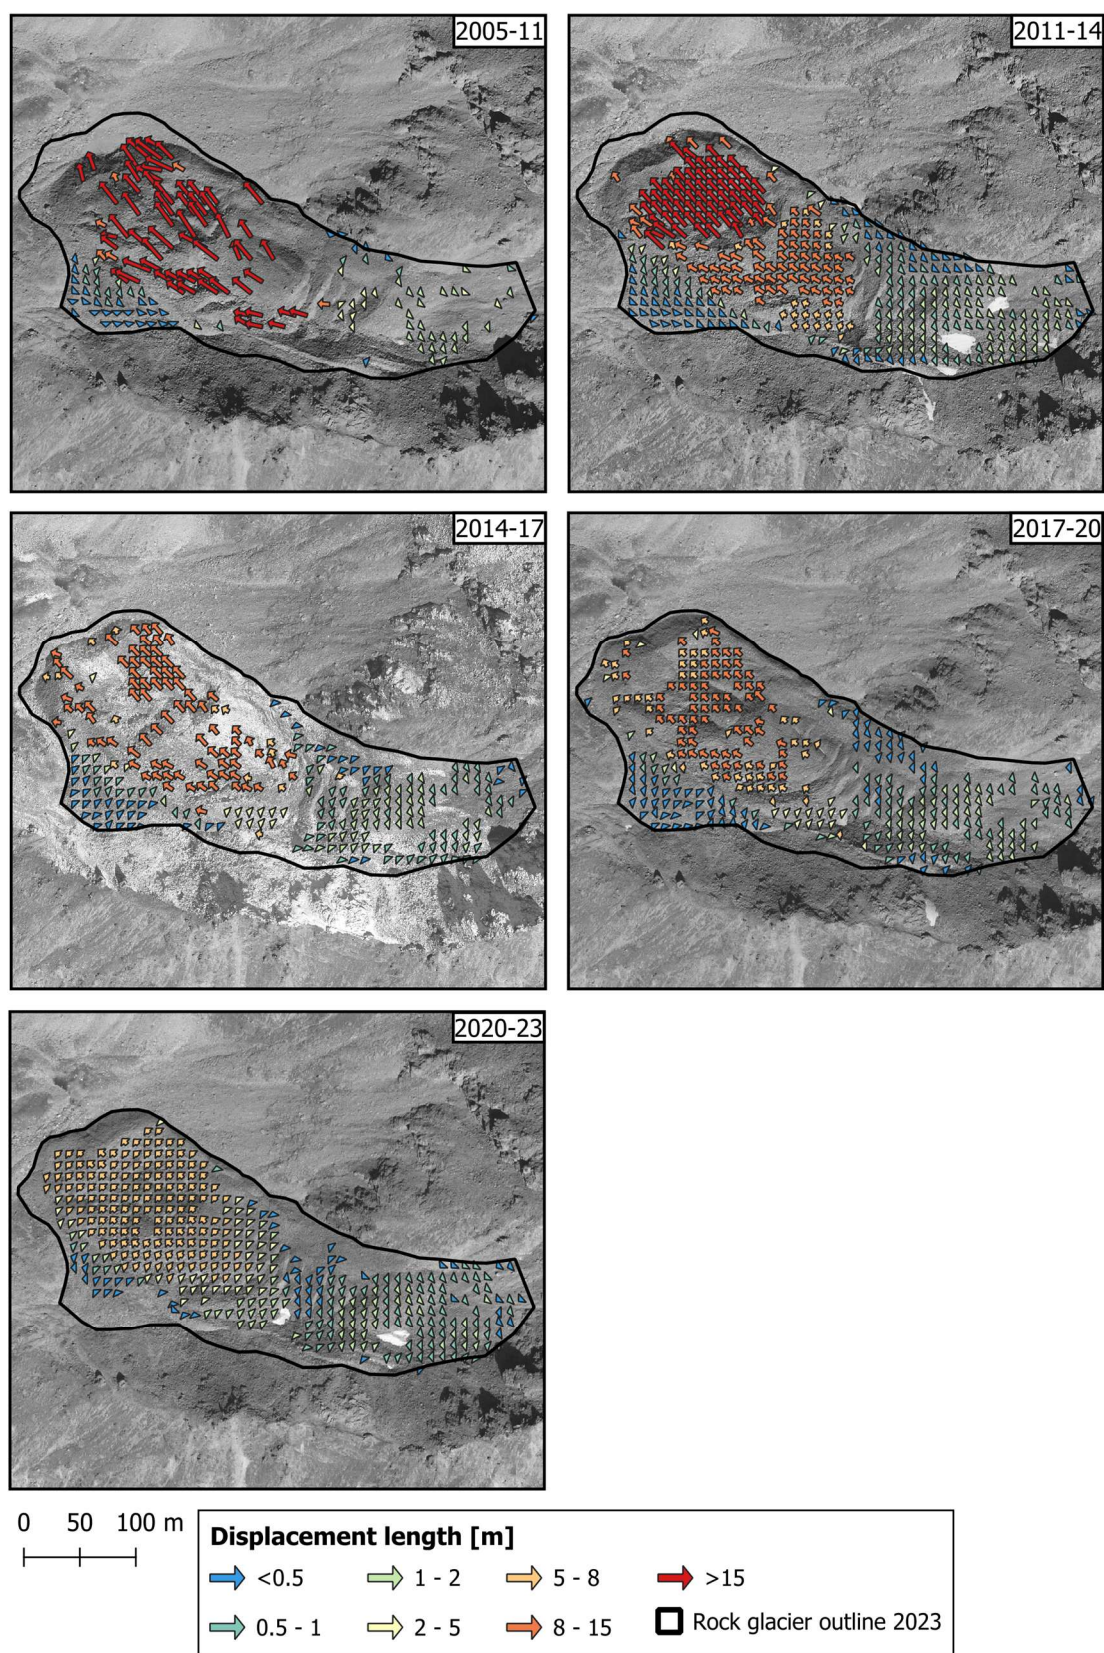 2005-11
2011-14
2014-17
2017-20
2020-23
0 50 100 m
Displacement length [m]
<0.5 1 - 2 5 - 8 >15
0.5 - 1 2 - 5 8 - 15 Rock glacier outline 2023